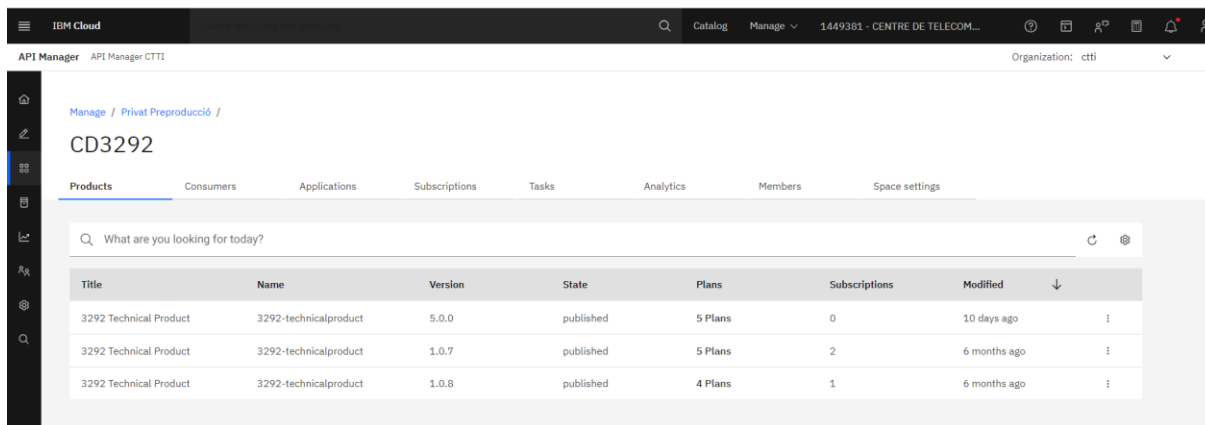 IBM Cloud Catalog Manage 1449381 - CENTRE DE TELECOM...
API Manager API Manager CTTI Organization: ctti
Manage / Privat Preproducció /
CD3292
Products Consumers Applications Subscriptions Tasks Analytics Members Space settings
What are you looking for today?
Title Name Version State Plans Subscriptions Modified
3292 Technical Product 3292-technicalproduct 5.0.0 published 5 Plans 0 10 days ago
3292 Technical Product 3292-technicalproduct 1.0.7 published 5 Plans 2 6 months ago
3292 Technical Product 3292-technicalproduct 1.0.8 published 4 Plans 1 6 months ago